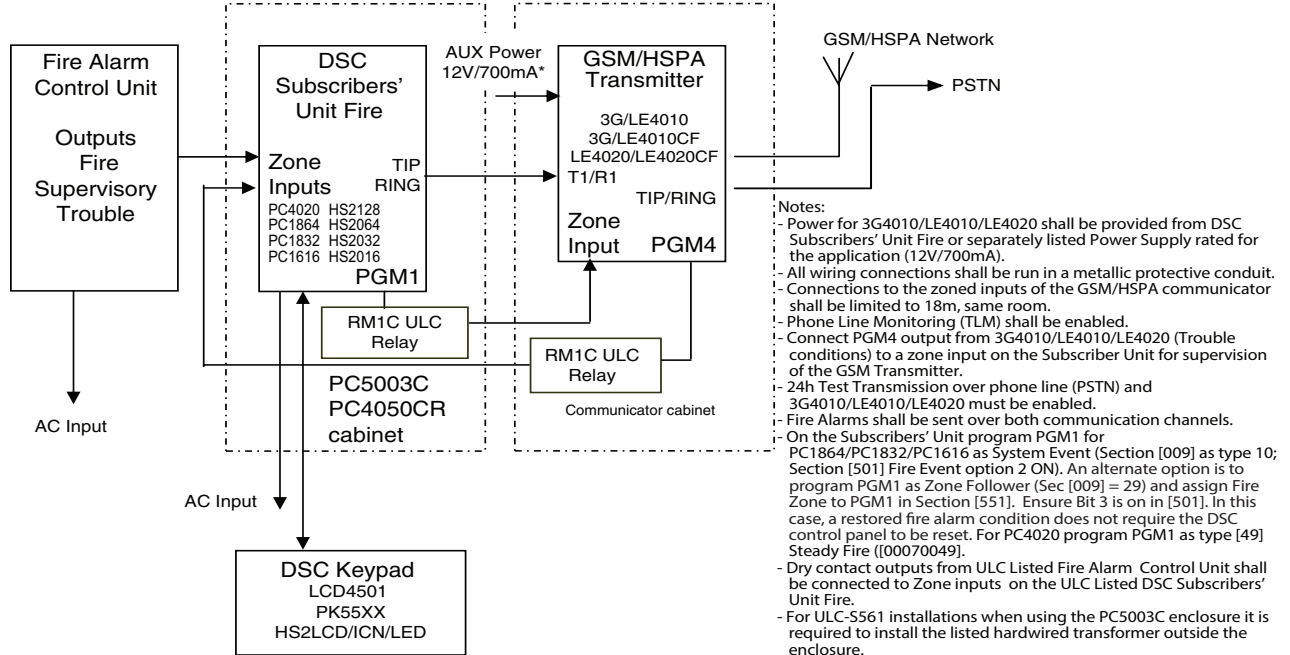 Fire Alarm
Control Unit
Outputs
Fire
Supervisory
Trouble
AC Input
DSC
Subscribers'
Unit Fire
Zone
Inputs
TIP
RING
PC4020 HS2128
PC1864 HS2064
PC1832 HS2032
PC1616 HS2016
PGM1
RM1C ULC
Relay
PC5003C
PC4050CR
cabinet
AC Input
DSC Keypad
LCD4501
PK55XX
HS2LCD/ICN/LED
AUX Power
12V/700mA*
GSM/HSPA
Transmitter
3G/LE4010
3G/LE4010CF
LE4020/LE4020CF
T1/R1
TIP/RING
Zone
Input
PGM4
RM1C ULC
Relay
Communicator cabinet
GSM/HSPA Network
PSTN
Notes:
- Power for 3G4010/LE4010/LE4020 shall be provided from DSC
Subscribers' Unit Fire or separately listed Power Supply rated for
the application (12V/700mA).
- All wiring connections shall be run in a metallic protective conduit.
- Connections to the zoned inputs of the GSM/HSPA communicator
shall be limited to 18m, same room.
- Phone Line Monitoring (TLM) shall be enabled.
- Connect PGM4 output from 3G4010/LE4010/LE4020 (Trouble
conditions) to a zone input on the Subscriber Unit for supervision
of the GSM Transmitter.
- 24h Test Transmission over phone line (PSTN) and
3G4010/LE4010/LE4020 must be enabled.
- Fire Alarms shall be sent over both communication channels.
- On the Subscribers' Unit program PGM1 for
PC1864/PC1832/PC1616 as System Event (Section [009] as type 10;
Section [501] Fire Event option 2 ON). An alternate option is to
program PGM1 as Zone Follower (Sec [009] = 29) and assign Fire
Zone to PGM1 in Section [551]. Ensure Bit 3 is on in [501]. In this
case, a restored fire alarm condition does not require the DSC
control panel to be reset. For PC4020 program PGM1 as type [49]
Steady Fire ([00070049].
- Dry contact outputs from ULC Listed Fire Alarm Control Unit shall
be connected to Zone inputs on the ULC Listed DSC Subscribers'
Unit Fire.
- For ULC-S561 installations when using the PC5003C enclosure it is
required to install the listed hardwired transformer outside the
enclosure.